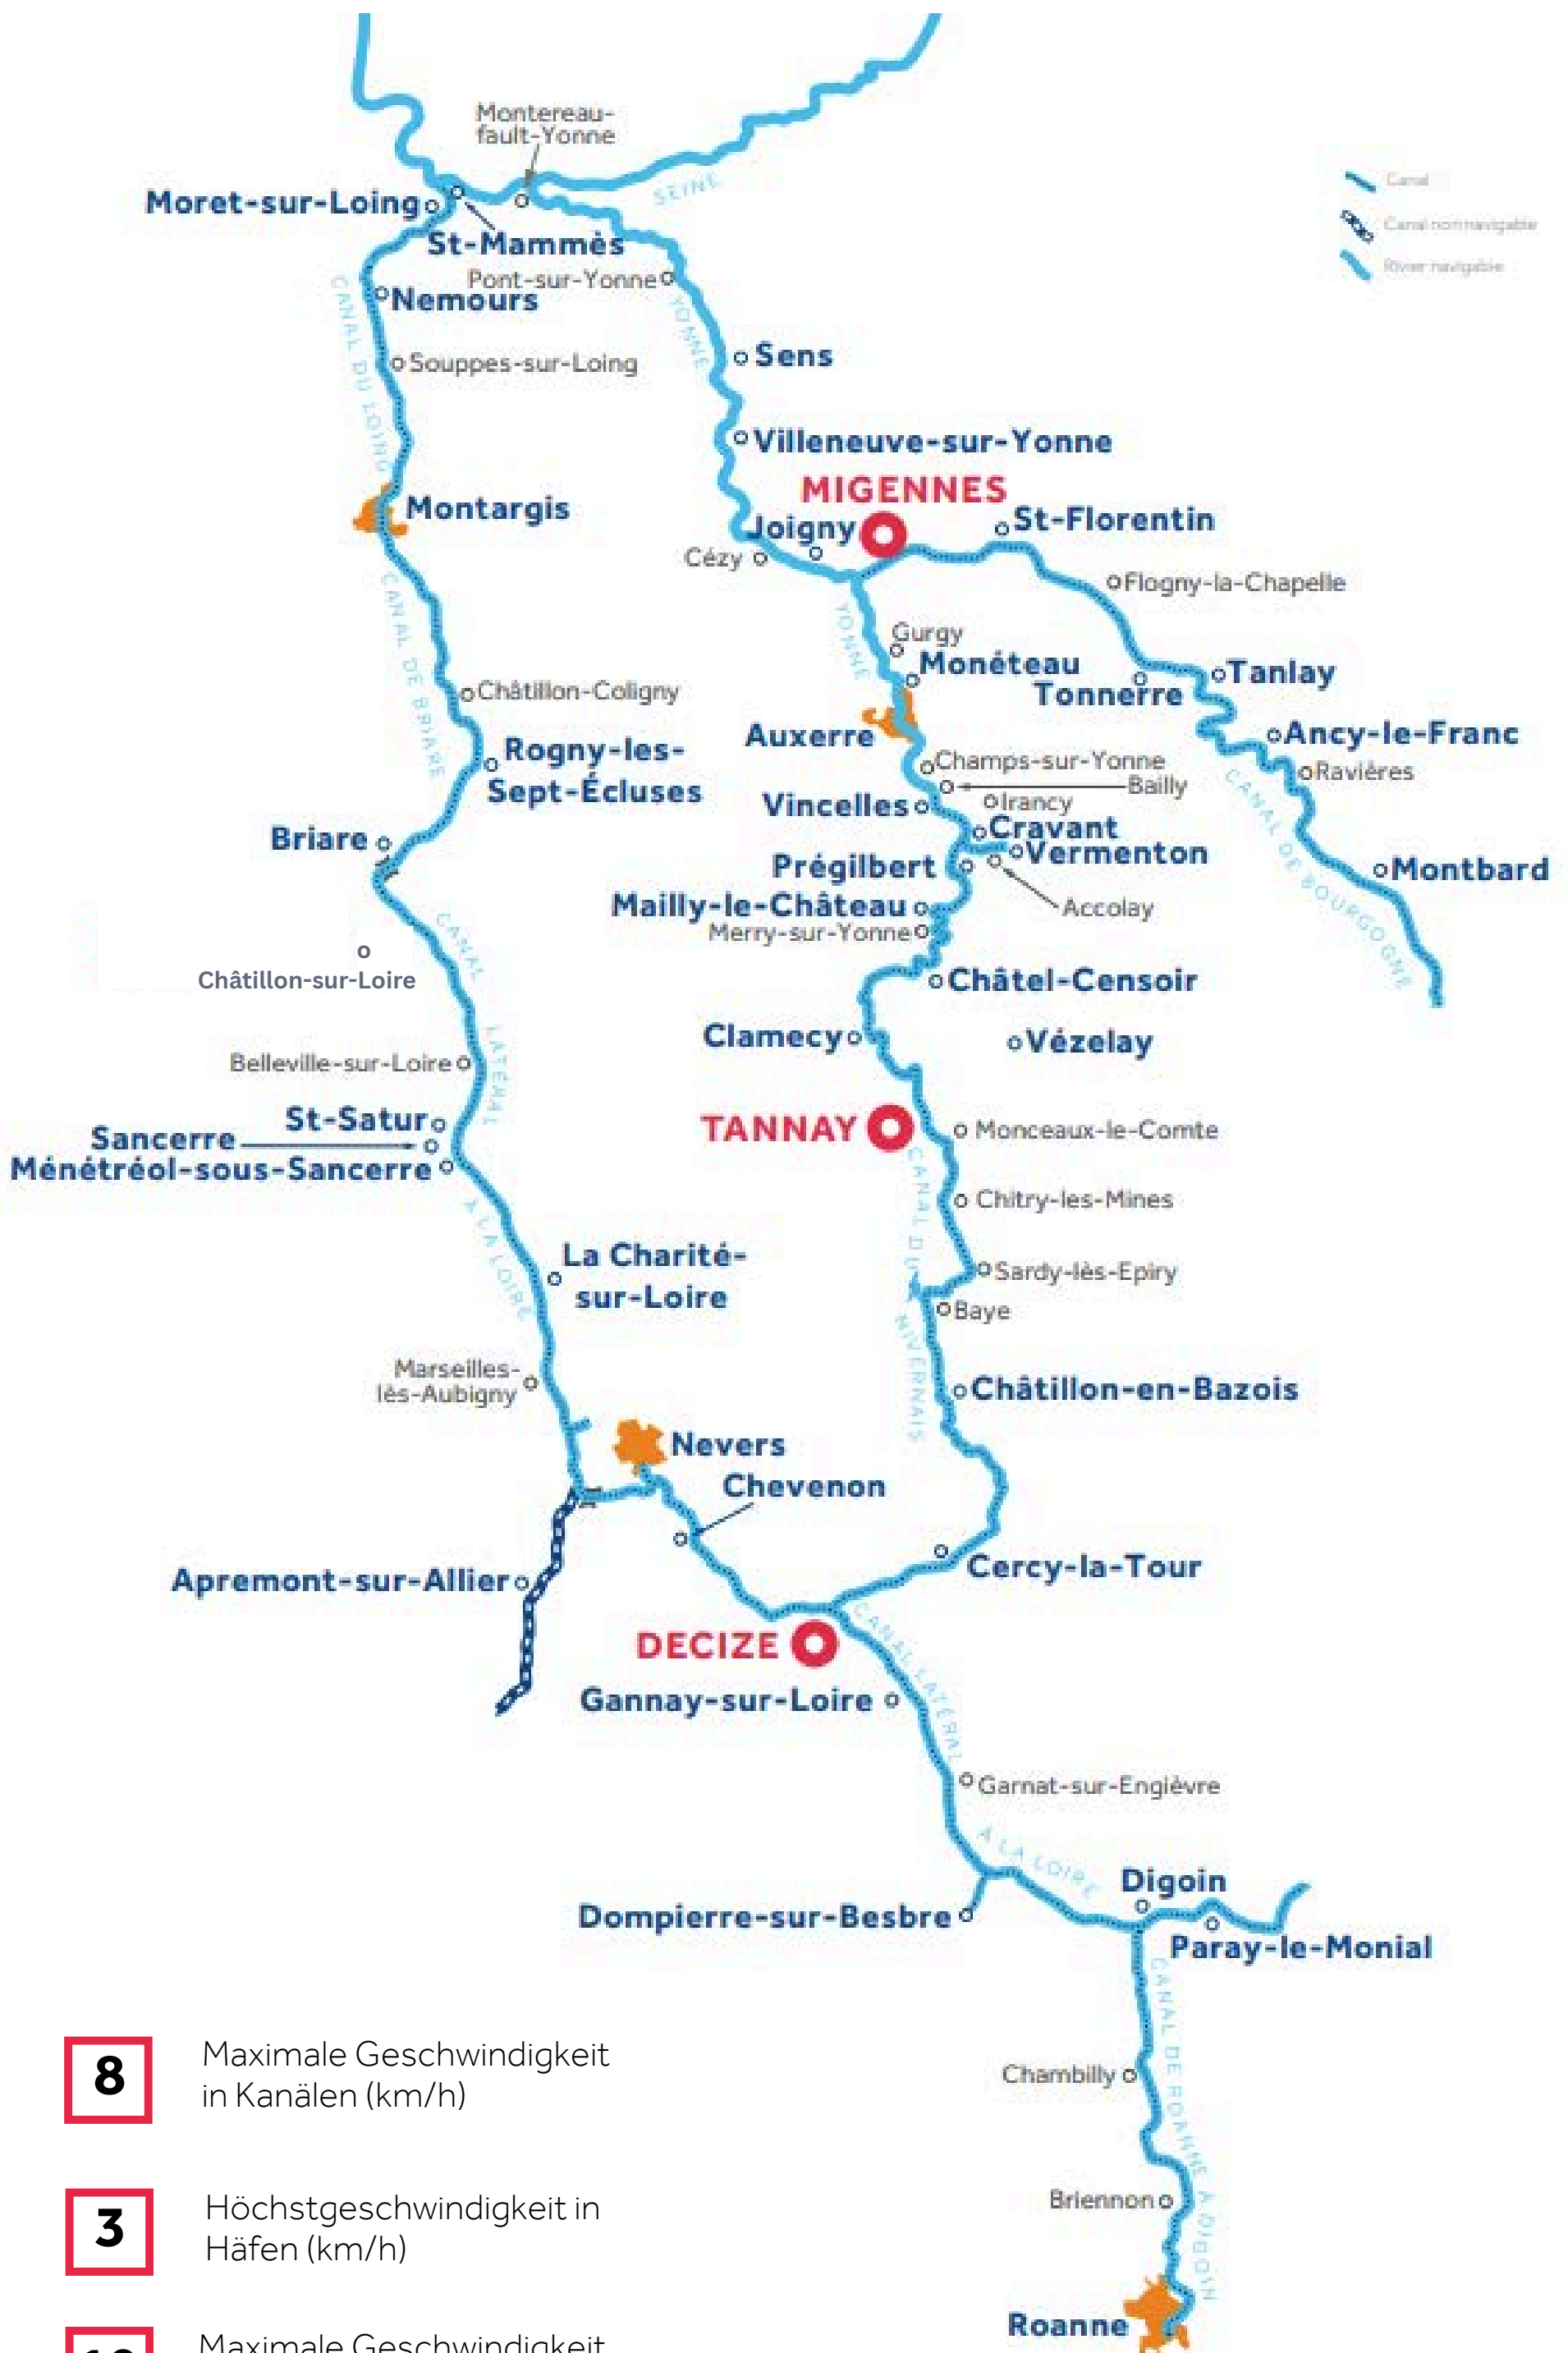 Montereau-
fault-Yonne
SEINE
Canal
Canal non navigable
Rivier navigable
Moret-sur-Loing
St-Mammès
Pont-sur-Yonne
YONNE
Nemours
CANAL DU LOING
Souppes-sur-Loing
Sens
Villeneuve-sur-Yonne
MIGENNES
Montargis
Joigny
St-Florentin
Cézy
Flogny-la-Chapelle
CANAL DE BRIARE
YONNE
Gurgy
Monéteau
Tonnerre
Tanlay
Châtillon-Coligny
Auxerre
Ancy-le-Franc
Rogny-les-
Sept-Écluses
Champs-sur-Yonne
Ravières
Bailly
Irancy
Vincelles
CANAL DE BOURGOGNE
Cravant
Briare
Vermenton
Prégilbert
Montbard
Mailly-le-Château
Accolay
Merry-sur-Yonne
CANAL LATÉRAL
À LA LOIRE
Châtillon-sur-Loire
Châtel-Censoir
Clamecy
Vézelay
Belleville-sur-Loire
St-Satur
TANNAY
Monceaux-le-Comte
Sancerre
Ménétréol-sous-Sancerre
CANAL DU NIVERNAIS
Chitry-les-Mines
La Charité-
sur-Loire
Sardy-lès-Epiry
Baye
Marseilles-
lès-Aubigny
Châtillon-en-Bazois
Nevers
Chevenon
Cercy-la-Tour
Apremont-sur-Allier
DECIZE
CANAL LATÉRAL
À LA LOIRE
Gannay-sur-Loire
Garnat-sur-Engièvre
Digoin
Dompierre-sur-Besbre
Paray-le-Monial
CANAL DE ROANNE À DIGOIN
8
Maximale Geschwindigkeit
in Kanälen (km/h)
Chambilly
3
Höchstgeschwindigkeit in
Häfen (km/h)
Briennon
Roanne
Maximale Geschwindigkeit